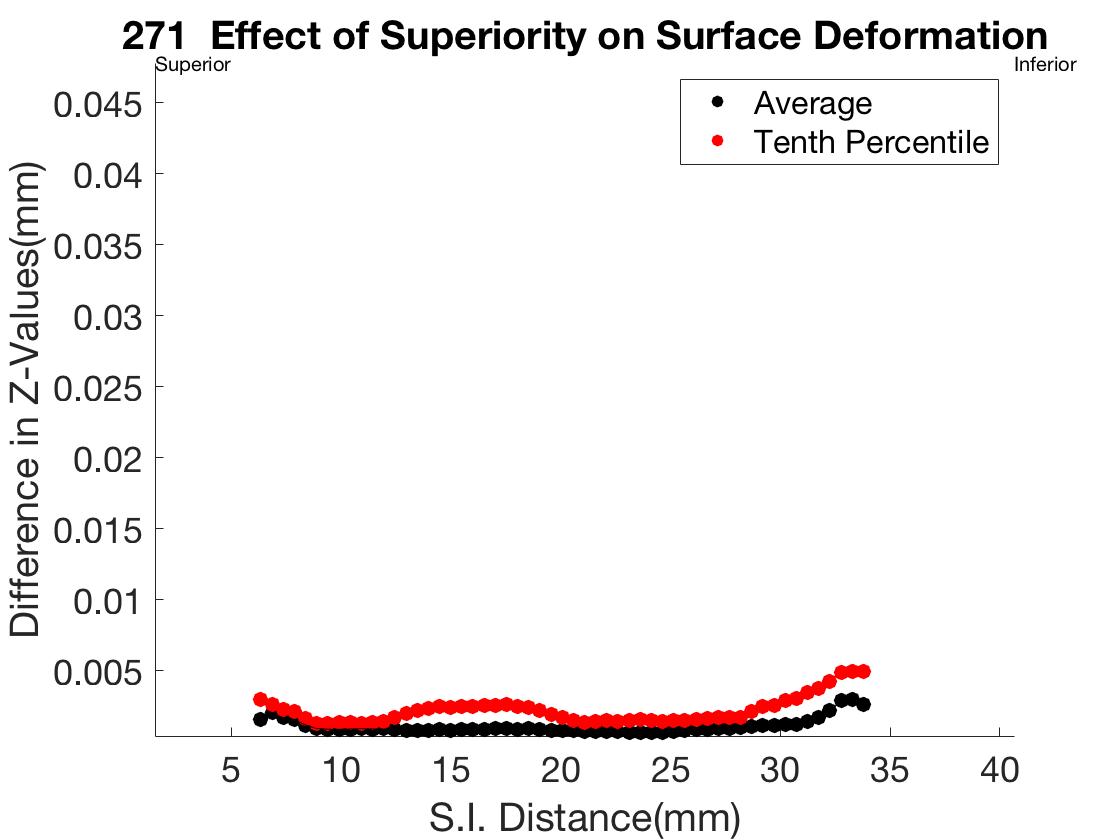 271  Effect of Superiority on Surface Deformation
Superior
Inferior
Average
Tenth Percentile
0.045
0.04
0.035
0.03
0.025
0.02
0.015
0.01
0.005
Difference in Z-Values(mm)
5 10 15 20 25 30 35 40
S.I. Distance(mm)